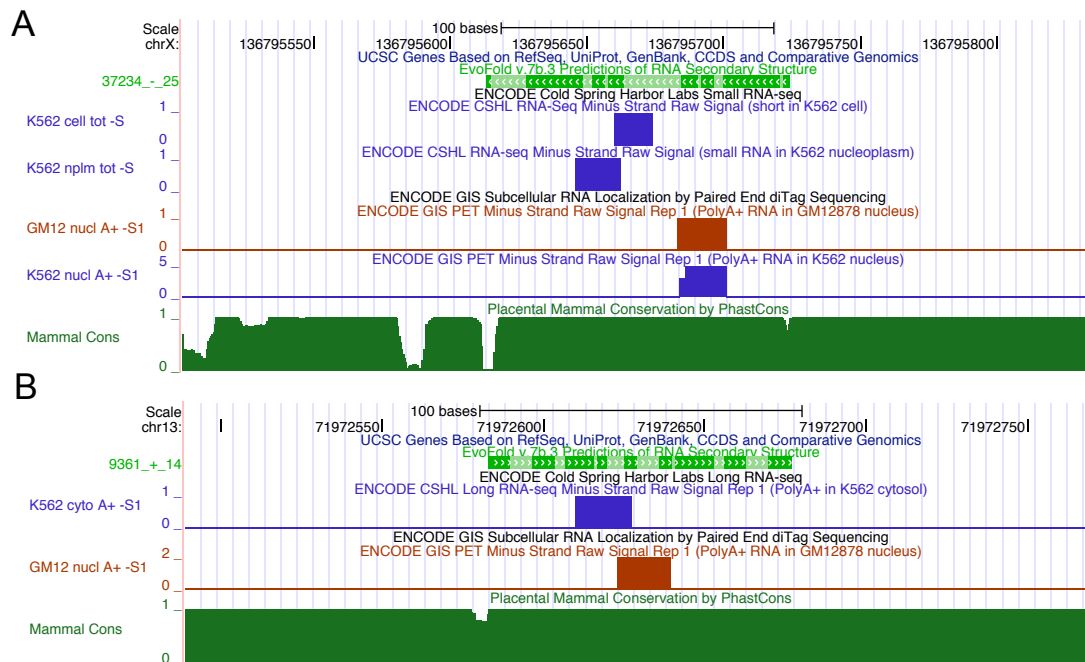 A
Scale
100 bases
chrX:
136795550
136795600
136795650
136795700
136795750
136795800
UCSC Genes Based on RefSeq, UniProt, GenBank, CCDS and Comparative Genomics
EvoFold v.7b.3 Predictions of RNA Secondary Structure
37234_-_25
ENCODE Cold Spring Harbor Labs Small RNA-seq
ENCODE CSHL RNA-Seq Minus Strand Raw Signal (short in K562 cell)
1 _
K562 cell tot -S
0 _
ENCODE CSHL RNA-seq Minus Strand Raw Signal (small RNA in K562 nucleoplasm)
1 _
K562 nplm tot -S
0 _
ENCODE GIS Subcellular RNA Localization by Paired End diTag Sequencing
ENCODE GIS PET Minus Strand Raw Signal Rep 1 (PolyA+ RNA in GM12878 nucleus)
1 _
GM12 nucl A+ -S1
0 _
ENCODE GIS PET Minus Strand Raw Signal Rep 1 (PolyA+ RNA in K562 nucleus)
5 _
K562 nucl A+ -S1
0 _
Placental Mammal Conservation by PhastCons
1 _
Mammal Cons
0 _
B
Scale
100 bases
chr13:
71972550
71972600
71972650
71972700
71972750
UCSC Genes Based on RefSeq, UniProt, GenBank, CCDS and Comparative Genomics
EvoFold v.7b.3 Predictions of RNA Secondary Structure
9361_+_14
ENCODE Cold Spring Harbor Labs Long RNA-seq
ENCODE CSHL Long RNA-seq Minus Strand Raw Signal Rep 1 (PolyA+ in K562 cytosol)
1 _
K562 cyto A+ -S1
0 _
ENCODE GIS Subcellular RNA Localization by Paired End diTag Sequencing
ENCODE GIS PET Minus Strand Raw Signal Rep 1 (PolyA+ RNA in GM12878 nucleus)
2 _
GM12 nucl A+ -S1
0 _
Placental Mammal Conservation by PhastCons
1 _
Mammal Cons
0 _